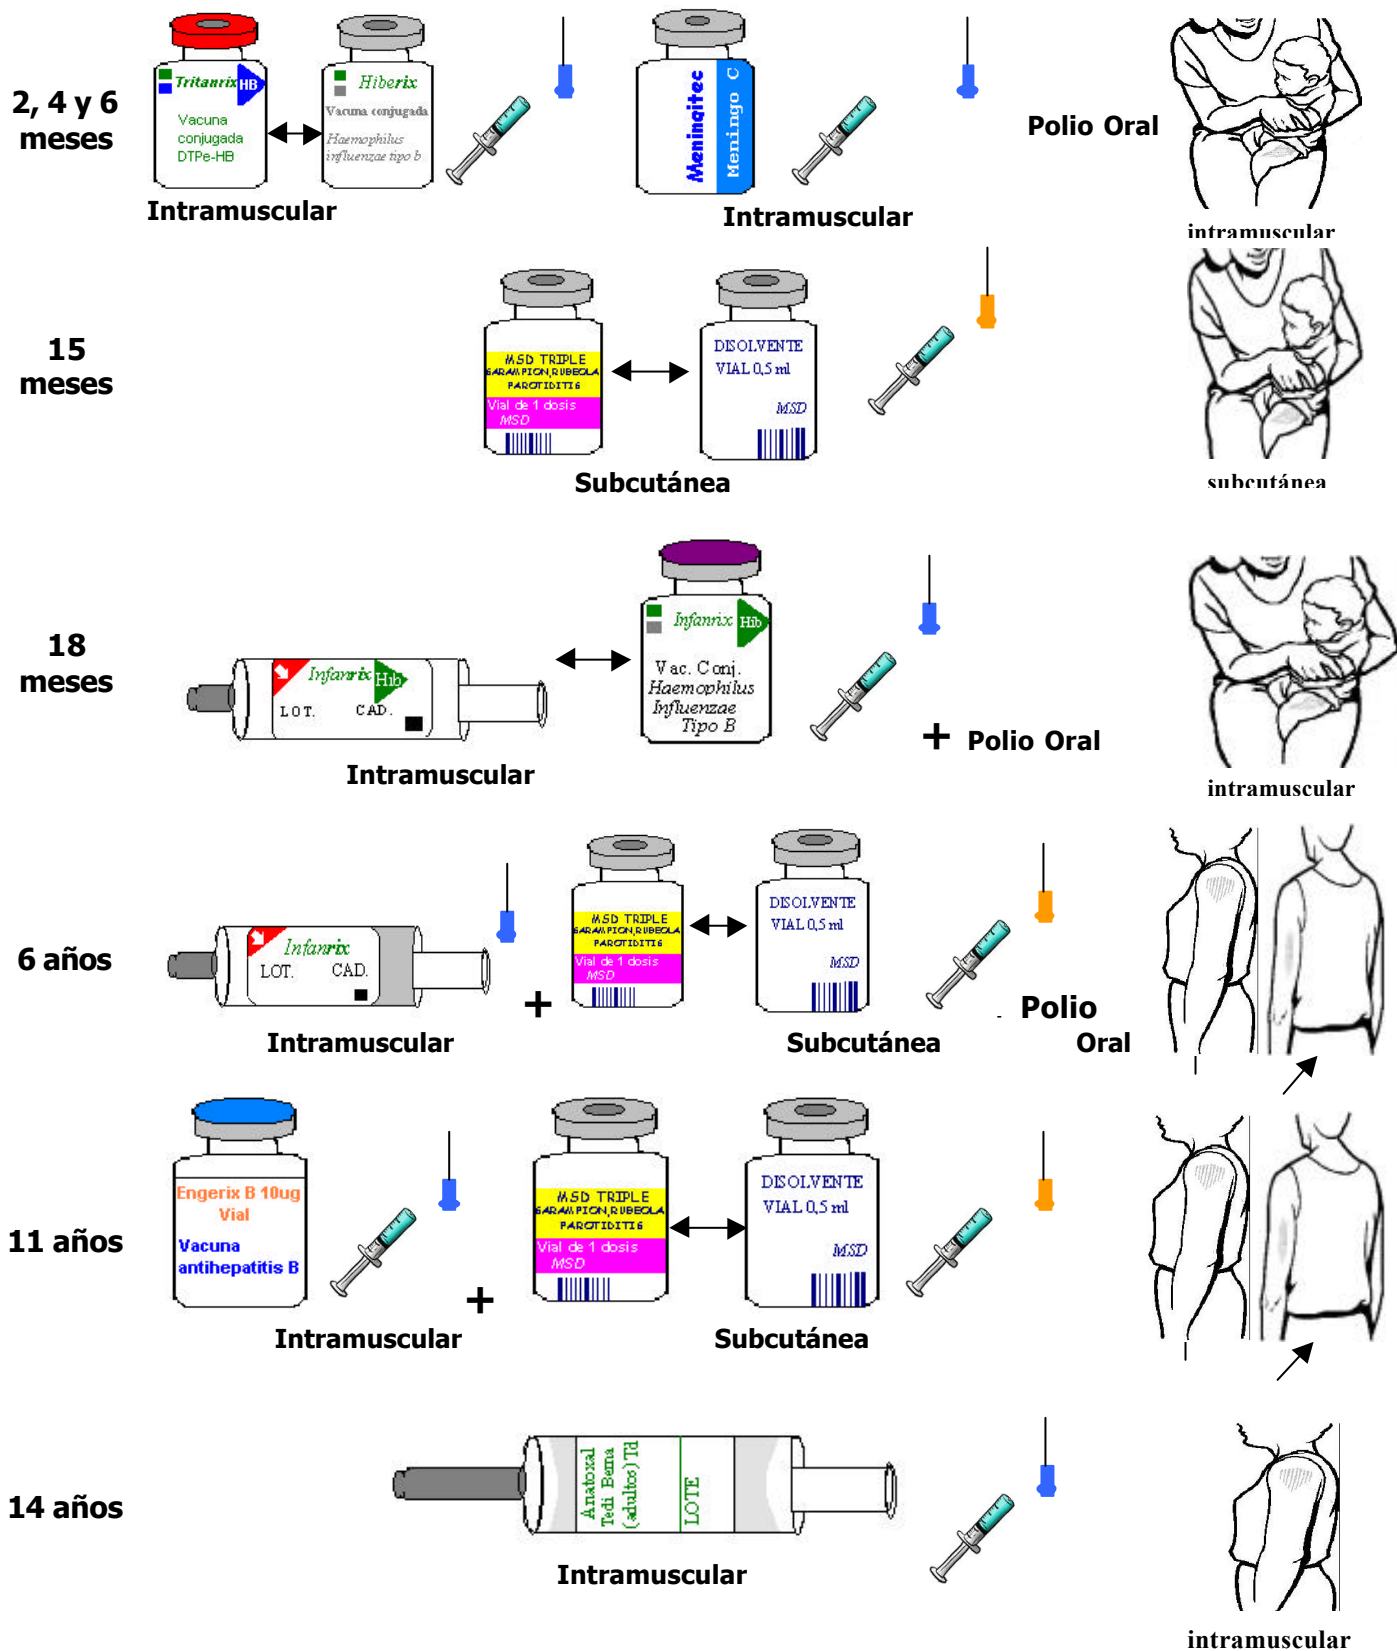 2, 4 y 6
meses
Tritanrix HB
Vacuna
conjugada
DTPe-HB
Hiberix
Vacuna conjugada
Haemophilus
influenzae tipo b
Intramuscular
Meningitec
Meningo C
Intramuscular
Polio Oral
intramuscular
15
meses
MSD TRIPLE
SARAMPION,RUBEOLA
PAROTIDITIS
Vial de 1 dosis
MSD
DISOLVENTE
VIAL 0,5 ml
MSD
Subcutánea
subcutánea
18
meses
Infanrix Hib
LOT. CAD.
Infanrix Hib
Vac. Conj.
Haemophilus
Influenzae
Tipo B
Intramuscular
+ Polio Oral
intramuscular
6 años
Infanrix
LOT. CAD.
Intramuscular
+
MSD TRIPLE
SARAMPION,RUBEOLA
PAROTIDITIS
Vial de 1 dosis
MSD
DISOLVENTE
VIAL 0,5 ml
MSD
Subcutánea
Polio
Oral
11 años
Engerix B 10ug
Vial
Vacuna
antihepatitis B
Intramuscular
+
MSD TRIPLE
SARAMPION,RUBEOLA
PAROTIDITIS
Vial de 1 dosis
MSD
DISOLVENTE
VIAL 0,5 ml
MSD
Subcutánea
14 años
Anatoxal
Tedi Berna
(adultos) Td
LOTE
Intramuscular
intramuscular